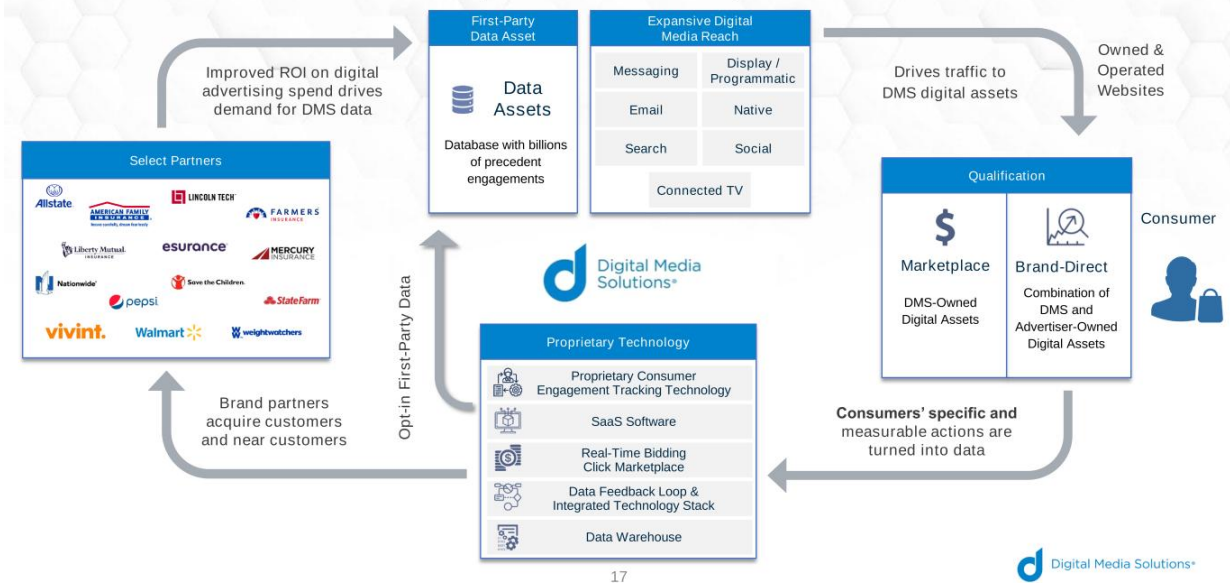 First-Party
Data Asset
Data
Assets
Database with billions
of precedent
engagements
Expansive Digital
Media Reach
Messaging
Display /
Programmatic
Email
Native
Search
Social
Connected TV
Improved ROI on digital
advertising spend drives
demand for DMS data
Drives traffic to
DMS digital assets
Owned &
Operated
Websites
Select Partners
Allstate
AMERICAN FAMILY
INSURANCE
LINCOLN TECH
FARMERS
INSURANCE
Liberty Mutual.
INSURANCE
esurance
MERCURY
INSURANCE
Nationwide
Save the Children.
pepsi
StateFarm
vivint.
Walmart
weightwatchers
Qualification
$
Marketplace
DMS-Owned
Digital Assets
Brand-Direct
Combination of
DMS and
Advertiser-Owned
Digital Assets
Consumer
Digital Media
Solutions
Opt-in First-Party Data
Proprietary Technology
Proprietary Consumer
Engagement Tracking Technology
SaaS Software
Real-Time Bidding
Click Marketplace
Data Feedback Loop &
Integrated Technology Stack
Data Warehouse
Brand partners
acquire customers
and near customers
Consumers’ specific and
measurable actions are
turned into data
17
Digital Media Solutions